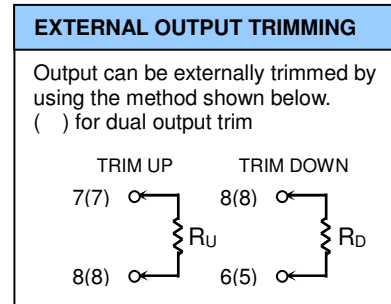 EXTERNAL OUTPUT TRIMMING
Output can be externally trimmed by
using the method shown below.
( ) for dual output trim
TRIM UP TRIM DOWN
7(7) 8(8)
RU RD
8(8) 6(5)